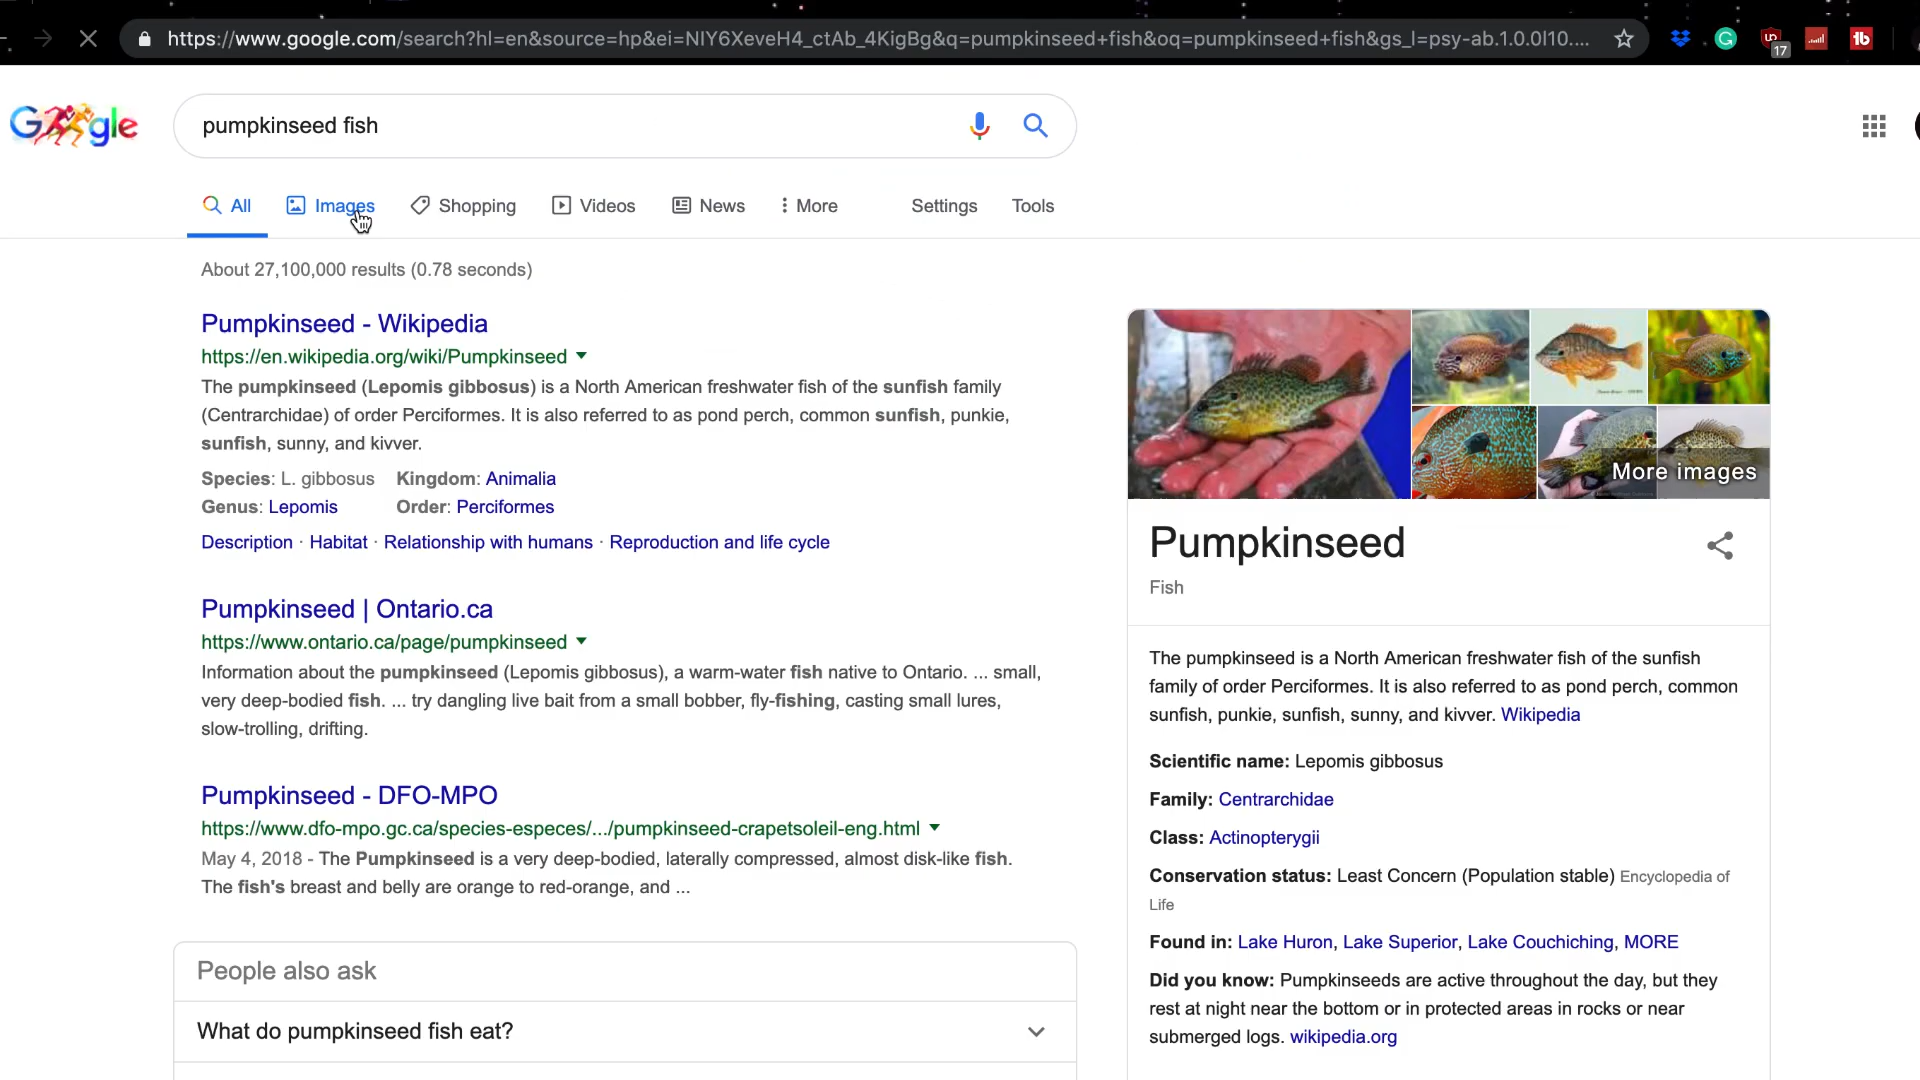 https://www.google.com/search?hl=en&source=hp&ei=NIY6XeveH4_ctAb_4KigBg&q=pumpkinseed+fish&oq=pumpkinseed+fish&gs_l=psy-ab.1.0.0l10....
17
Google
pumpkinseed fish
All Images Shopping Videos News More Settings Tools
About 27,100,000 results (0.78 seconds)
Pumpkinseed - Wikipedia
https://en.wikipedia.org/wiki/Pumpkinseed
The pumpkinseed (Lepomis gibbosus) is a North American freshwater fish of the sunfish family
(Centrarchidae) of order Perciformes. It is also referred to as pond perch, common sunfish, punkie,
sunfish, sunny, and kivver.
Species: L. gibbosus Kingdom: Animalia
Genus: Lepomis Order: Perciformes
Description · Habitat · Relationship with humans · Reproduction and life cycle
Pumpkinseed | Ontario.ca
https://www.ontario.ca/page/pumpkinseed
Information about the pumpkinseed (Lepomis gibbosus), a warm-water fish native to Ontario. ... small,
very deep-bodied fish. ... try dangling live bait from a small bobber, fly-fishing, casting small lures,
slow-trolling, drifting.
Pumpkinseed - DFO-MPO
https://www.dfo-mpo.gc.ca/species-especes/.../pumpkinseed-crapetsoleil-eng.html
May 4, 2018 - The Pumpkinseed is a very deep-bodied, laterally compressed, almost disk-like fish.
The fish's breast and belly are orange to red-orange, and ...
People also ask
What do pumpkinseed fish eat?
More images
Pumpkinseed
Fish
The pumpkinseed is a North American freshwater fish of the sunfish
family of order Perciformes. It is also referred to as pond perch, common
sunfish, punkie, sunfish, sunny, and kivver. Wikipedia
Scientific name: Lepomis gibbosus
Family: Centrarchidae
Class: Actinopterygii
Conservation status: Least Concern (Population stable) Encyclopedia of
Life
Found in: Lake Huron, Lake Superior, Lake Couchiching, MORE
Did you know: Pumpkinseeds are active throughout the day, but they
rest at night near the bottom or in protected areas in rocks or near
submerged logs. wikipedia.org